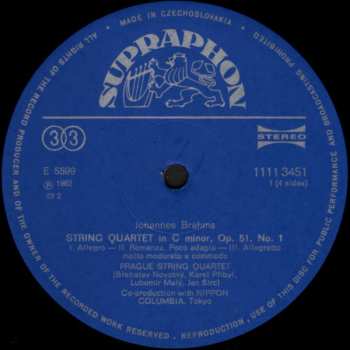 MADE IN CZECHOSLOVAKIA
ALL RIGHTS OF THE RECORD PRODUCER AND OF THE OWNER OF THE RECORDED WORK RESERVED . REPRODUCTION , USE OF THIS DISC FOR PUBLIC PERFORMANCE AND BROADCASTING PROHIBITED
SUPRAPHON
33
STEREO
E 5599
1111 3451
℗ 1982
1 (4 sides)
Johannes Brahms
STRING QUARTET in C minor, Op. 51, No. 1
I. Allegro — II. Romanze. Poco adagio — III. Allegretto
molto moderato e comodo
PRAGUE STRING QUARTET
(Břetislav Novotný, Karel Přibyl,
Lubomír Malý, Jan Širc)
Co-production with NIPPON
COLUMBIA, Tokyo